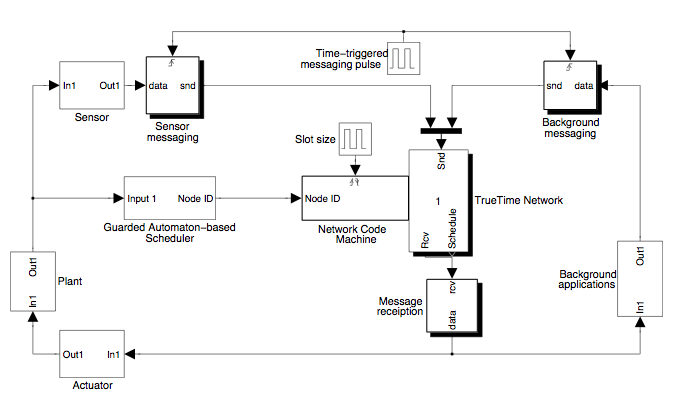 Time-triggered
messaging pulse
In1 Out1
Sensor
data snd
Sensor
messaging
snd data
Background
messaging
Slot size
Snd
1
Rcv
Schedule
TrueTime Network
Input 1 Node ID
Guarded Automaton-based
Scheduler
Node ID
Network Code
Machine
Out1
In1
Plant
Message
receiption
rcv
data
Background
applications
Out1
In1
Out1 In1
Actuator